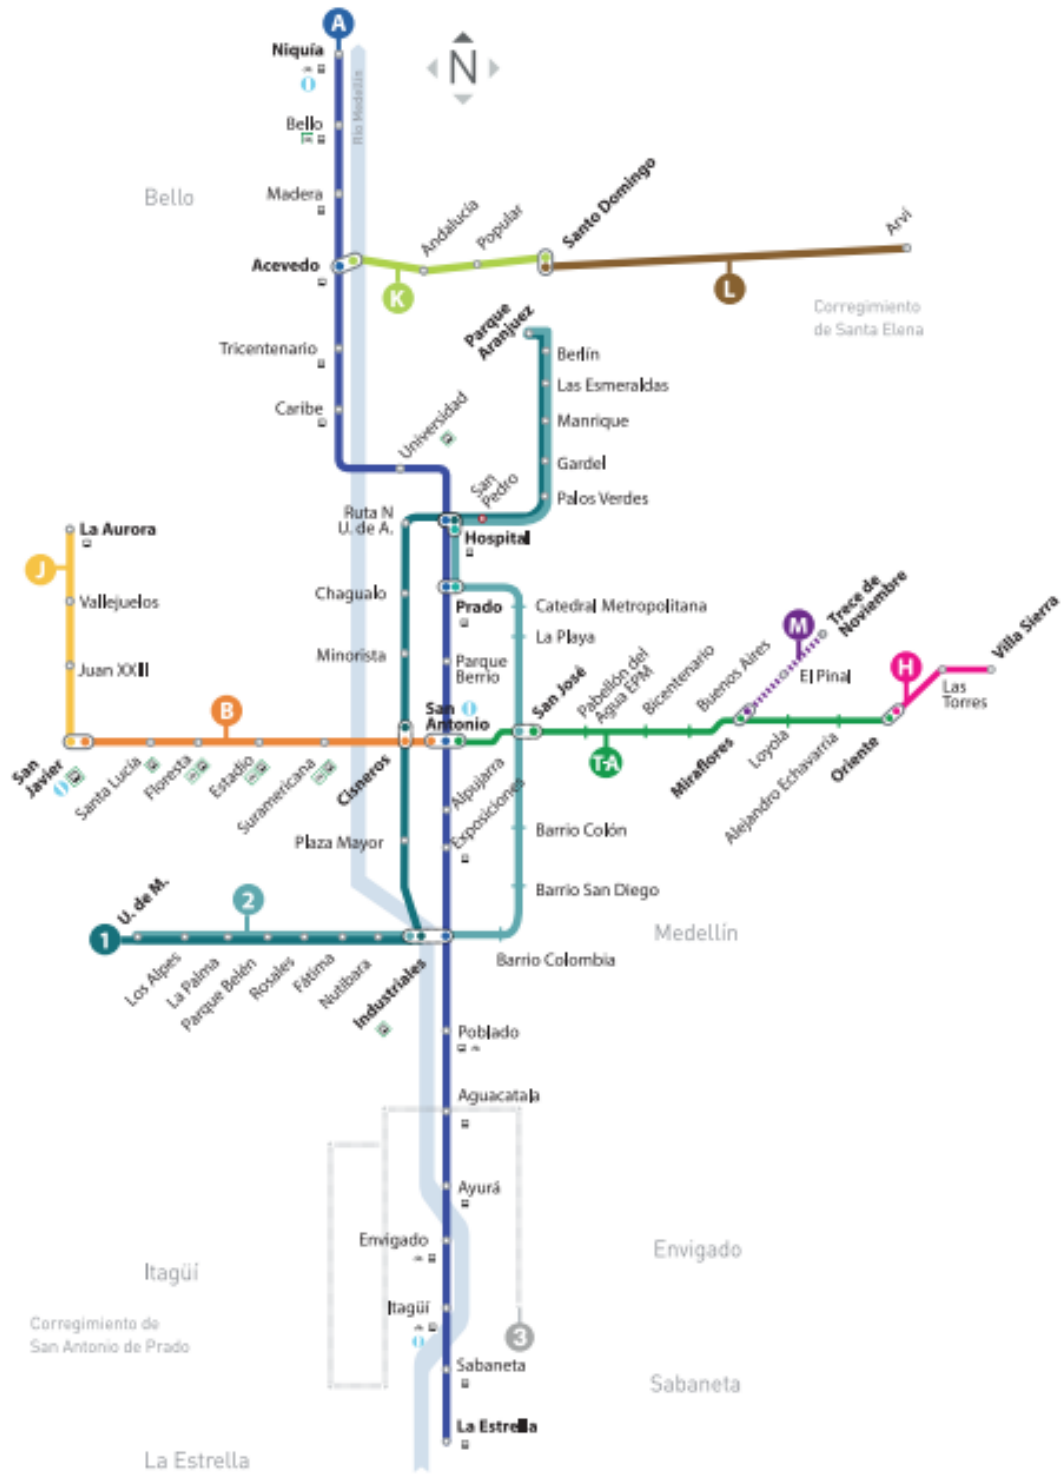 A
Niquía
N
Río Medellín
Bello
Bello
Madera
Santo Domingo
Arví
Andalucía
Popular
Acevedo
K
L
Corregimiento
de Santa Elena
Parque
Aranjuez
Tricentenario
Berlín
Las Esmeraldas
Caribe
Manrique
Universidad
Gardel
San
Pedro
Palos Verdes
Ruta N
U. de A.
La Aurora
Hospital
J
Vallejuelos
Chagualo
Prado
Catedral Metropolitana
La Playa
M
Trece de
Noviembre
El Pinal
Villa Sierra
H
Las
Torres
Juan XXIII
Minorista
Parque
Berrío
B
San
Antonio
San José
Pabellón del
Agua EPM
Bicentenario
Buenos Aires
T-A
San
Javier
Santa Lucía
Floresta
Estadio
Suramericana
Cisneros
Alpujarra
Exposiciones
Miraflores
Loyola
Alejandro Echavarría
Oriente
Plaza Mayor
Barrio Colón
Barrio San Diego
U. de M.
2
1
Medellín
Los Alpes
La Palma
Parque Belén
Rosales
Fátima
Nutibara
Industriales
Barrio Colombia
Poblado
Aguacatala
Ayurá
Envigado
Envigado
Itagüí
Itagüí
Corregimiento de
San Antonio de Prado
3
Sabaneta
Sabaneta
La Estrella
La Estrella